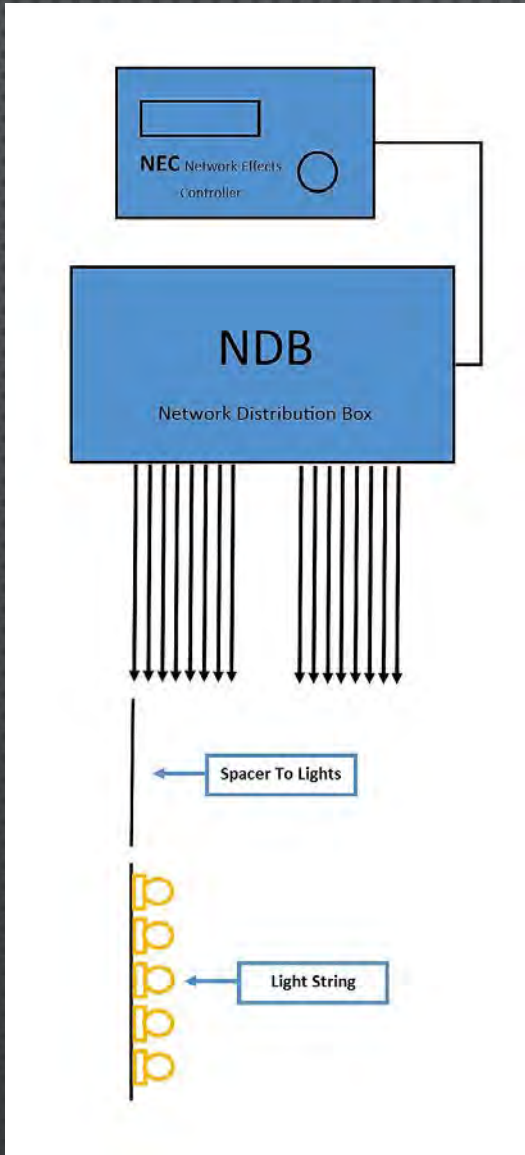 NEC Network Effects
Controller
NDB
Network Distribution Box
Spacer To Lights
Light String